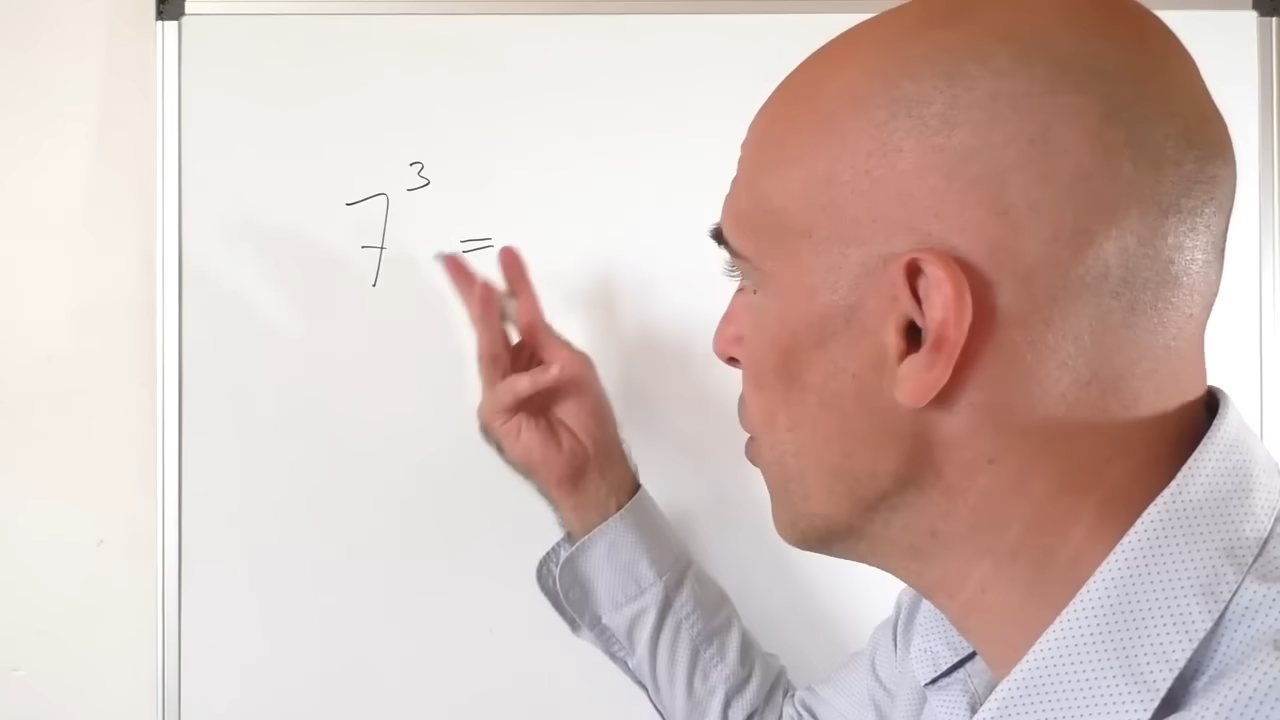 7³ =